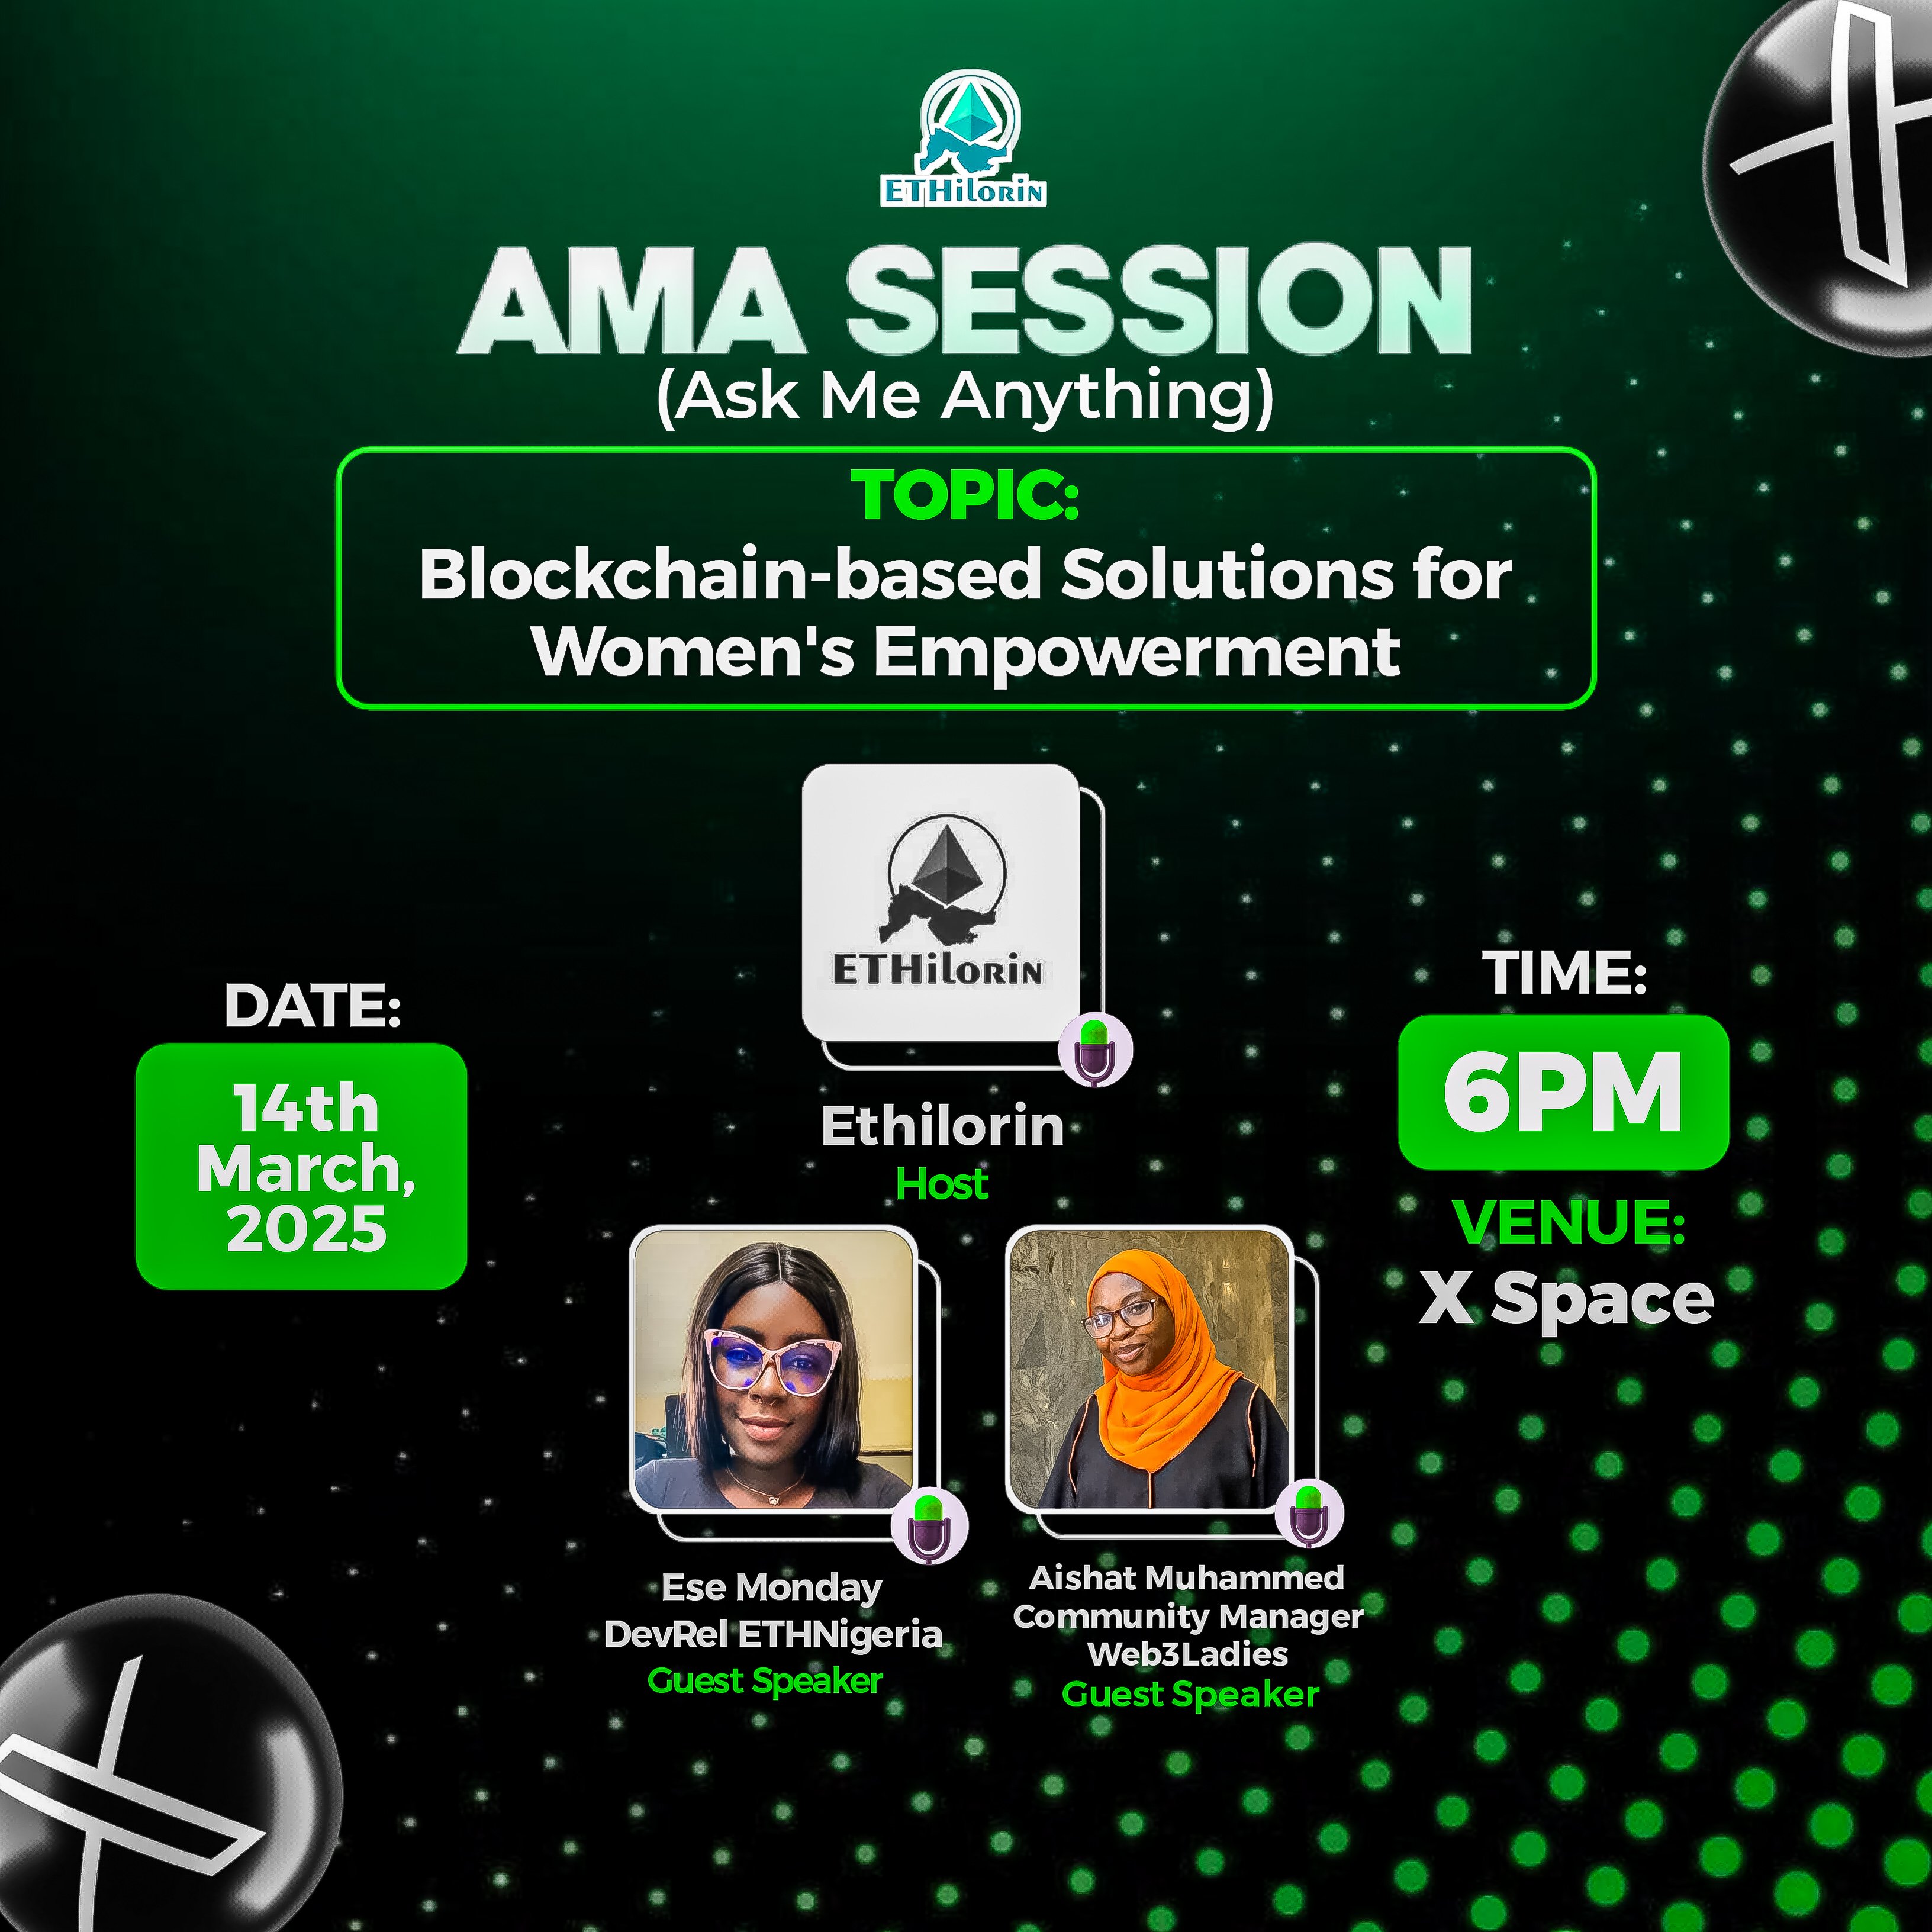 ETHilorin
AMA SESSION
(Ask Me Anything)
TOPIC:
Blockchain-based Solutions for
Women's Empowerment
ETHilorin
Ethilorin
Host
DATE:
14th
March,
2025
TIME:
6PM
VENUE:
X Space
Ese Monday
DevRel ETHNigeria
Guest Speaker
Aishat Muhammed
Community Manager
Web3Ladies
Guest Speaker